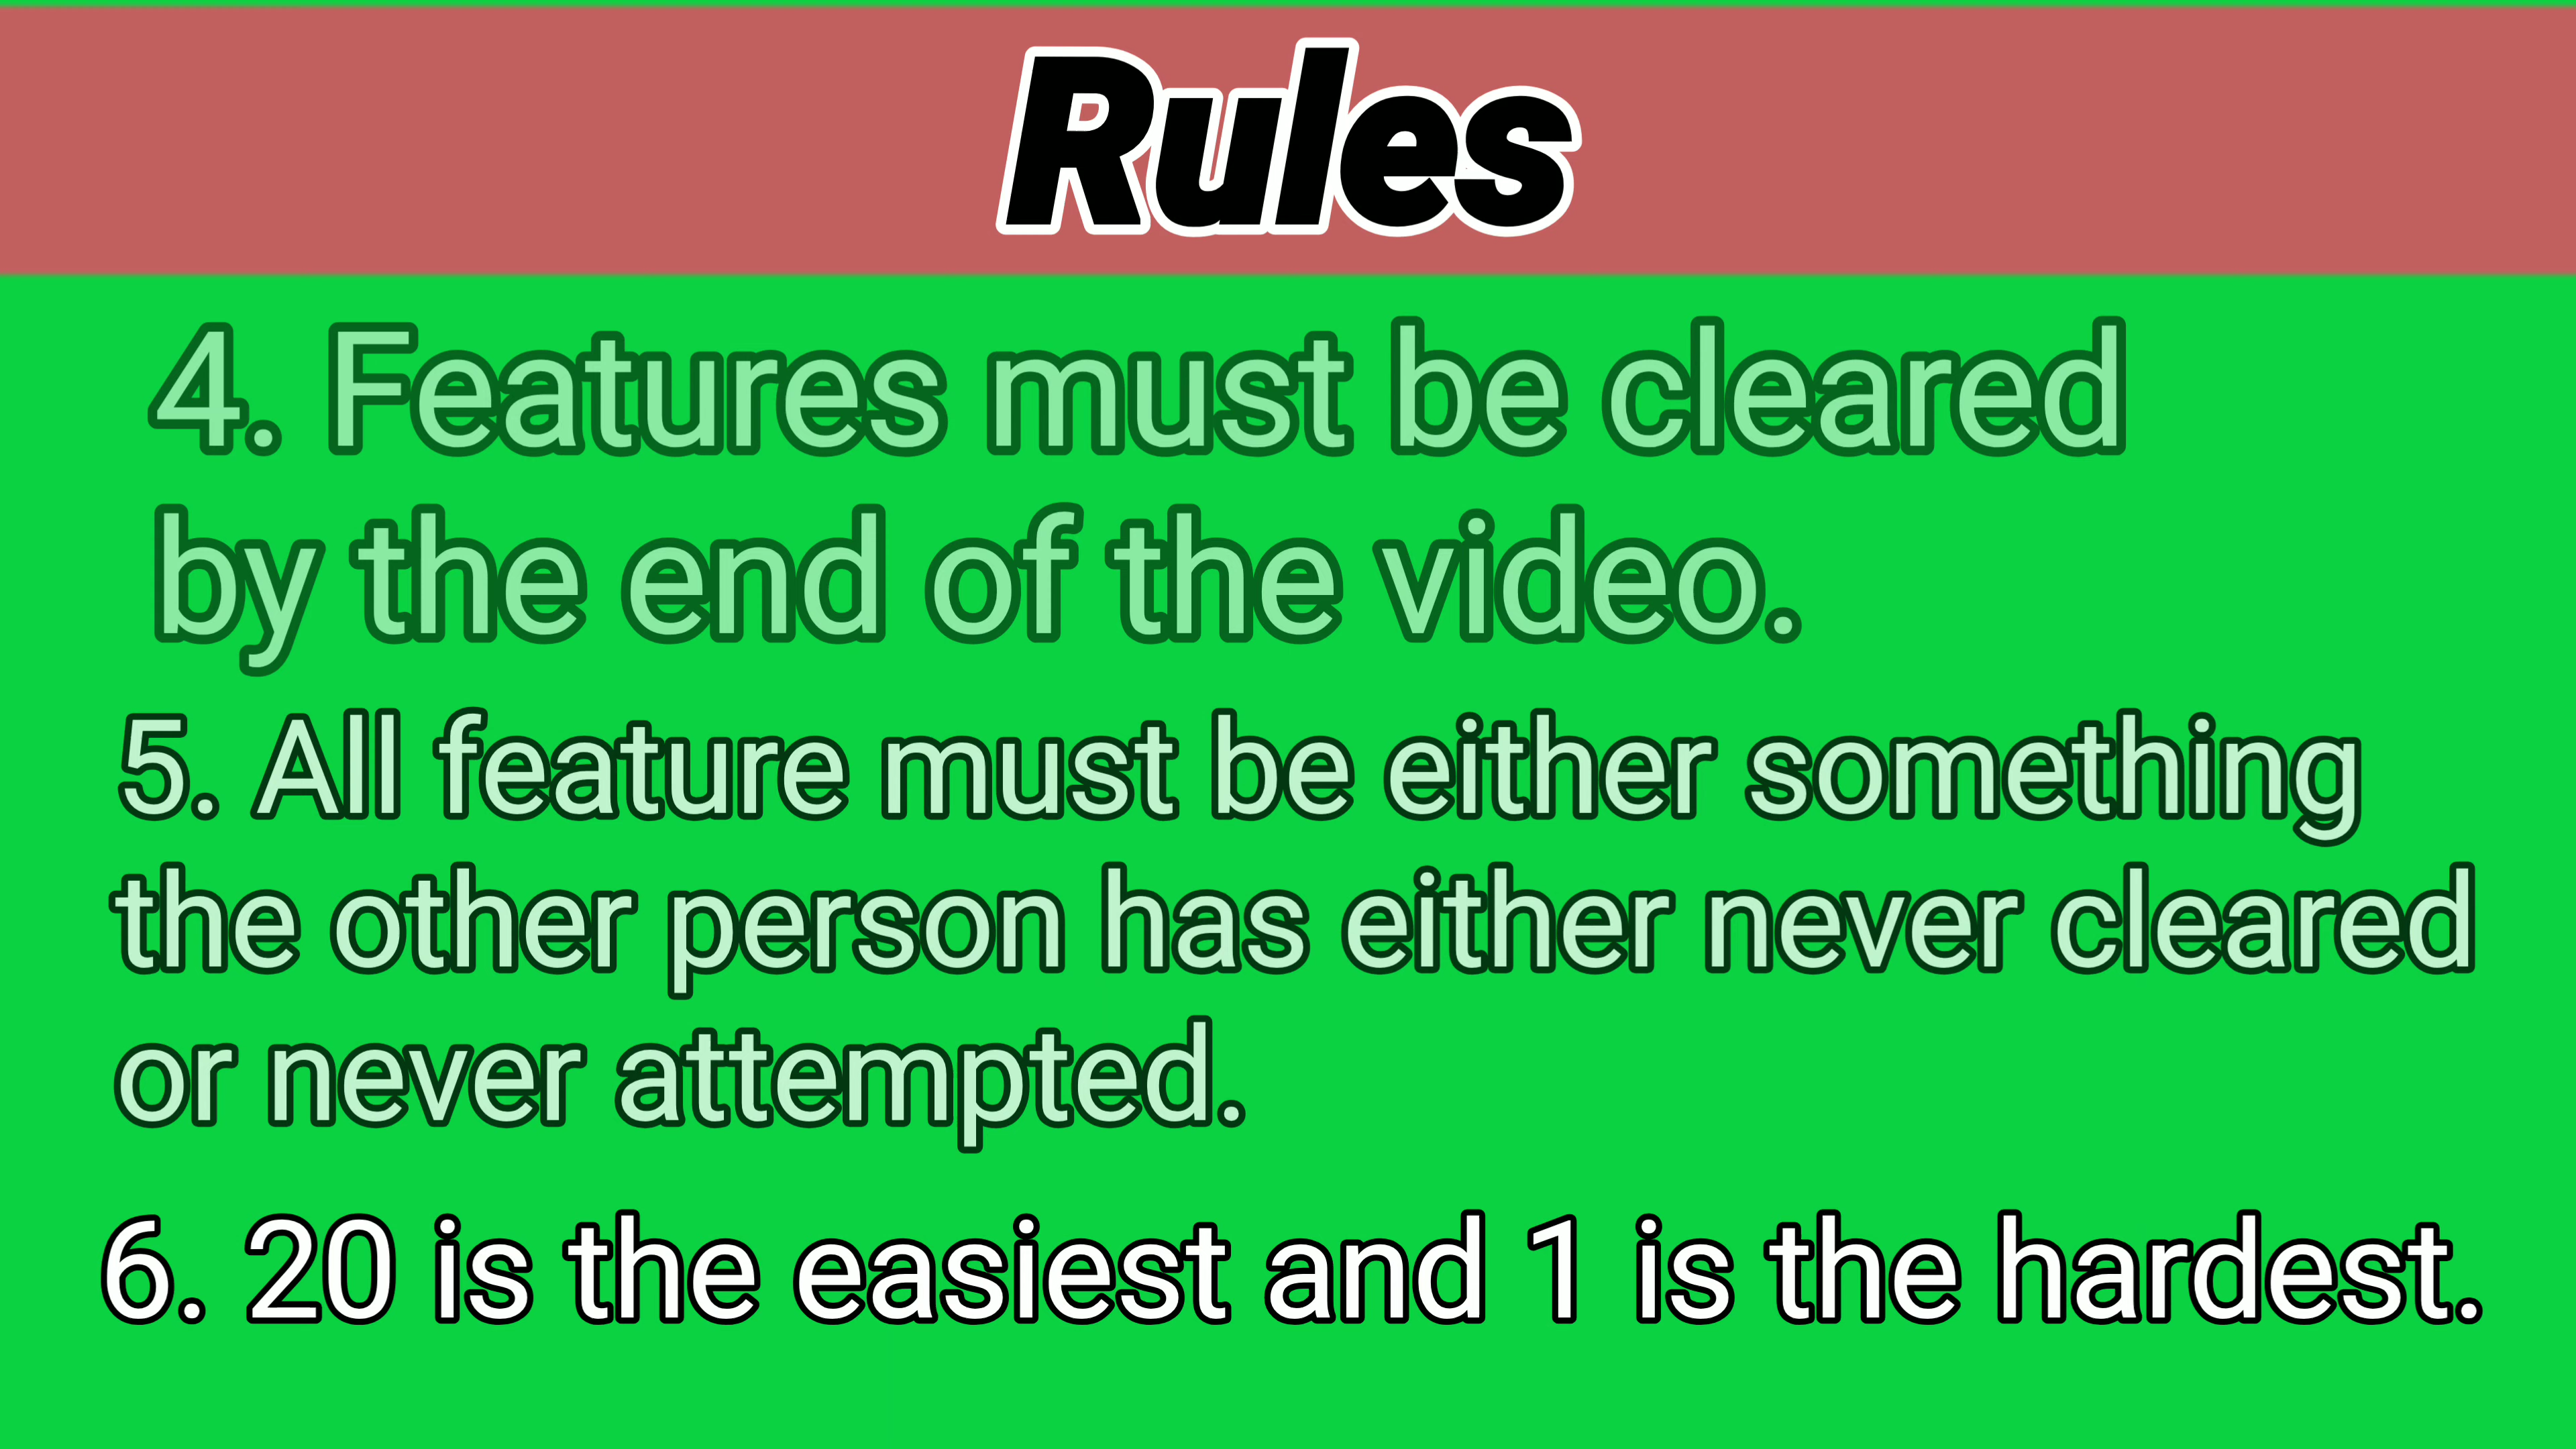 Rules
4. Features must be cleared
by the end of the video.
5. All feature must be either something
the other person has either never cleared
or never attempted.
6. 20 is the easiest and 1 is the hardest.